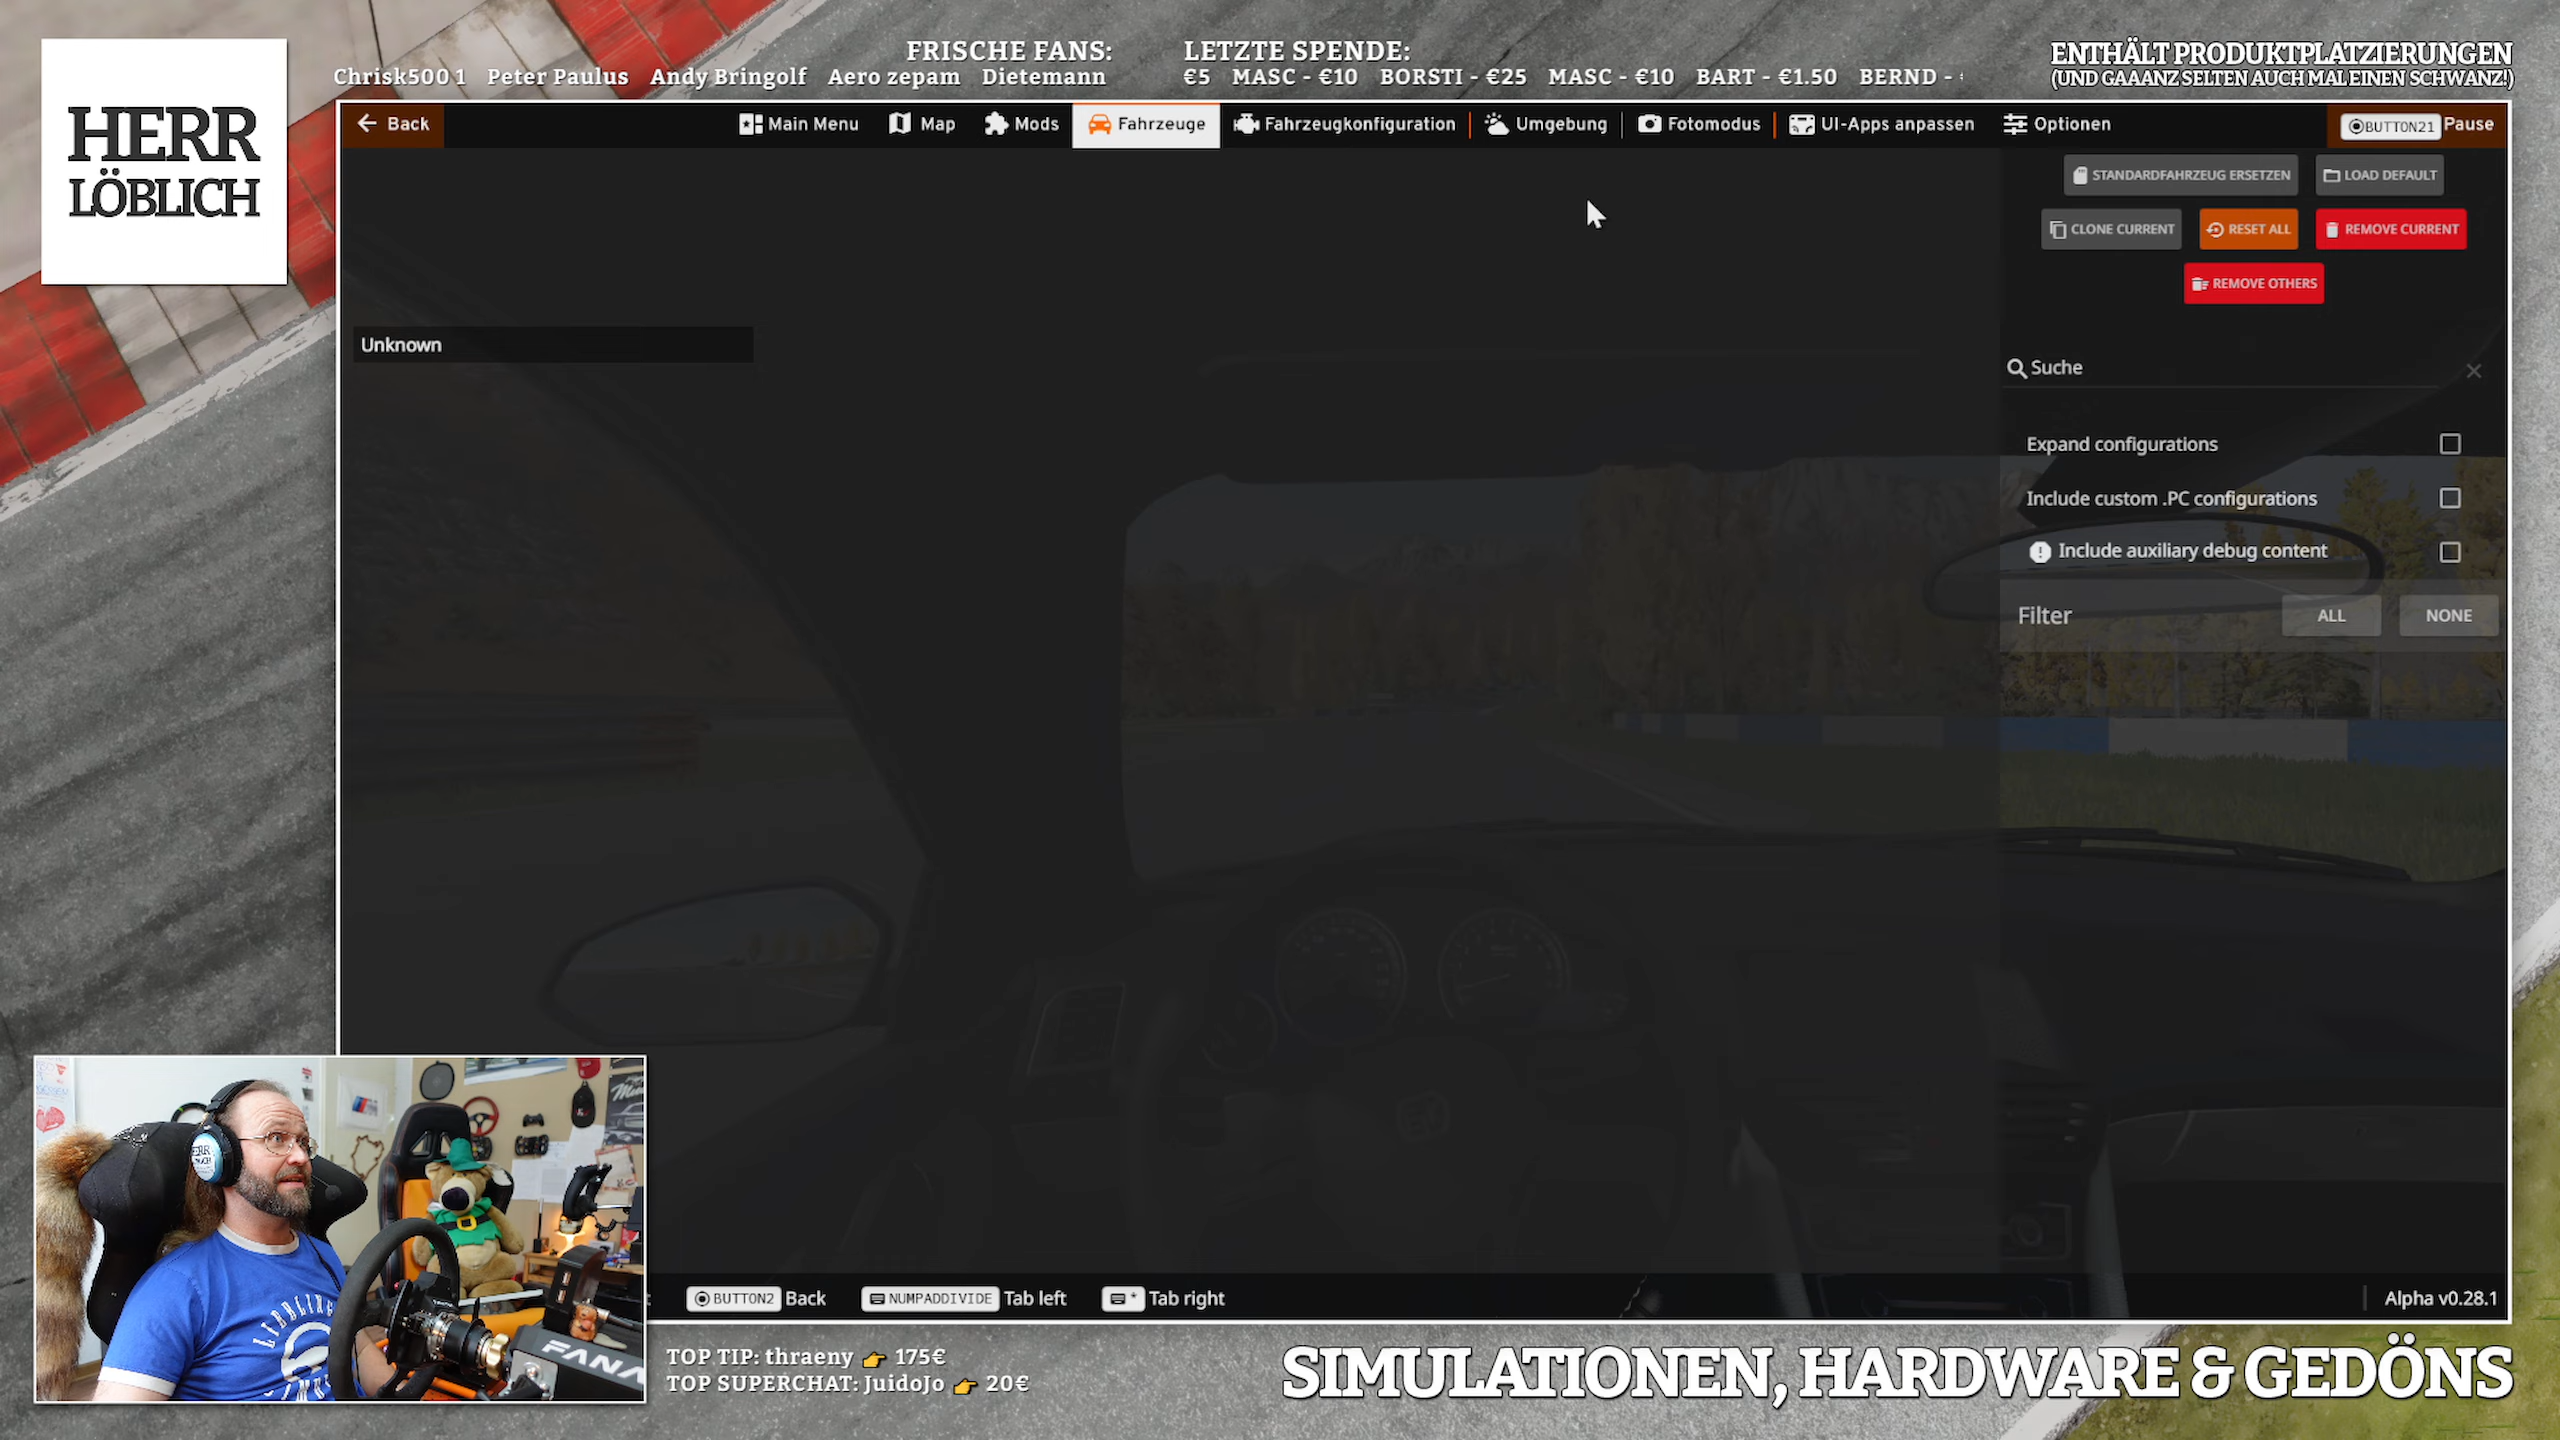 HERR
LÖBLICH
FRISCHE FANS:
Chrisk500 1 Peter Paulus Andy Bringolf Aero zepam Dietemann
LETZTE SPENDE:
€5 MASC - €10 BORSTI - €25 MASC - €10 BART - €1.50 BERND -
ENTHÄLT PRODUKTPLATZIERUNGEN
(UND GAAANZ SELTEN AUCH MAL EINEN SCHWANZ!)
Back
Main Menu
Map
Mods
Fahrzeuge
Fahrzeugkonfiguration
Umgebung
Fotomodus
UI-Apps anpassen
Optionen
BUTTON21 Pause
STANDARDFAHRZEUG ERSETZEN
LOAD DEFAULT
CLONE CURRENT
RESET ALL
REMOVE CURRENT
REMOVE OTHERS
Unknown
Suche
Expand configurations
Include custom .PC configurations
Include auxiliary debug content
Filter
ALL
NONE
BUTTON2 Back
NUMPADDIVIDE Tab left
* Tab right
Alpha v0.28.1
FANA
TOP TIP: thraeny 👉 175€
TOP SUPERCHAT: JuidoJo 👉 20€
SIMULATIONEN, HARDWARE & GEDÖNS